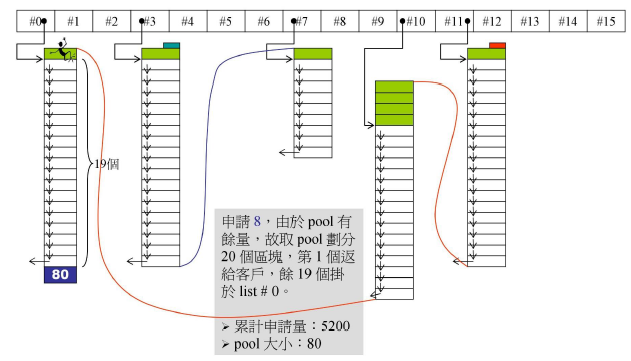 #0 #1 #2 #3 #4 #5 #6 #7 #8 #9 #10 #11 #12 #13 #14 #15
19個
80
申請 8，由於 pool 有
餘量，故取 pool 劃分
20 個區塊，第 1 個返
給客戶，餘 19 個掛
於 list # 0。
➢ 累計申請量：5200
➢ pool 大小：80